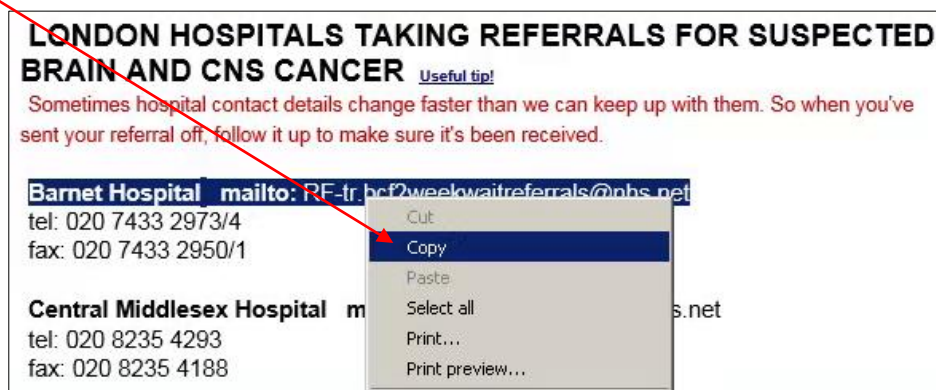 LONDON HOSPITALS TAKING REFERRALS FOR SUSPECTED
BRAIN AND CNS CANCER Useful tip!
Sometimes hospital contact details change faster than we can keep up with them. So when you've
sent your referral off, follow it up to make sure it's been received.
Barnet Hospital mailto: RF-tr.bcf2weekwaitreferrals@nhs.net
tel: 020 7433 2973/4
fax: 020 7433 2950/1
Central Middlesex Hospital m s.net
tel: 020 8235 4293
fax: 020 8235 4188
Cut
Copy
Paste
Select all
Print...
Print preview...